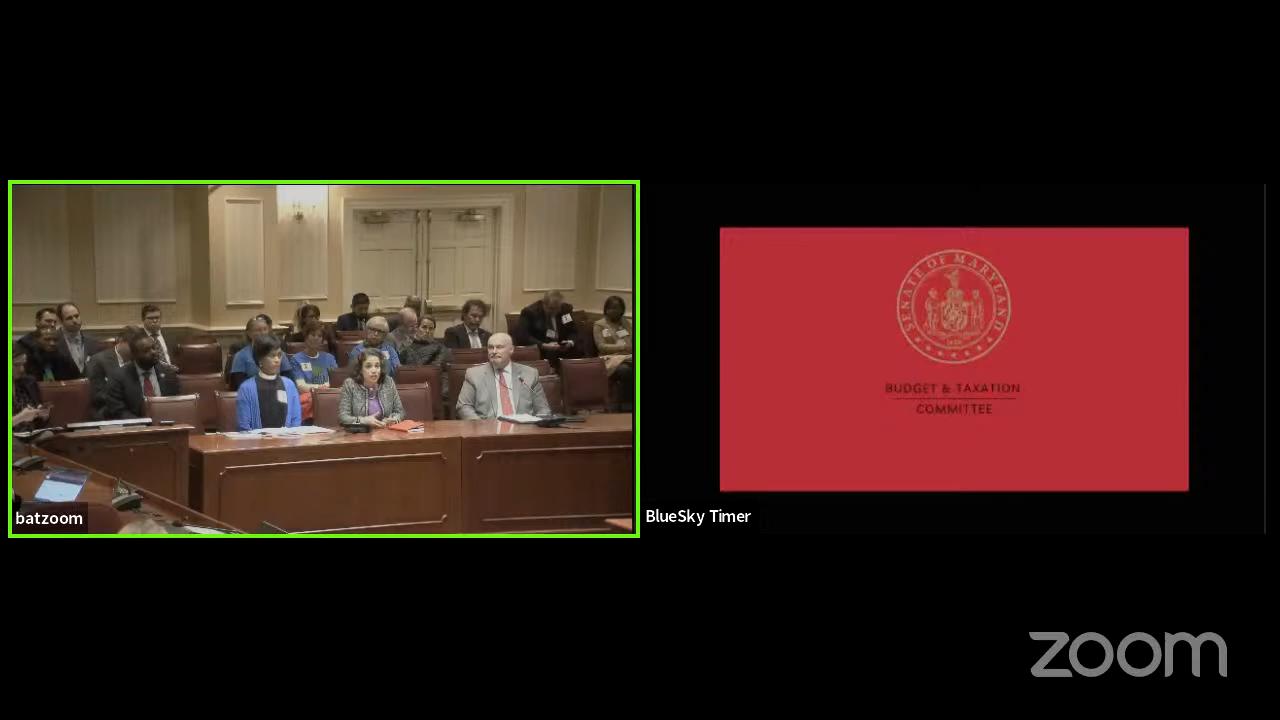 SENATE OF MARYLAND
BUDGET & TAXATION
COMMITTEE
batzoom
BlueSky Timer
zoom